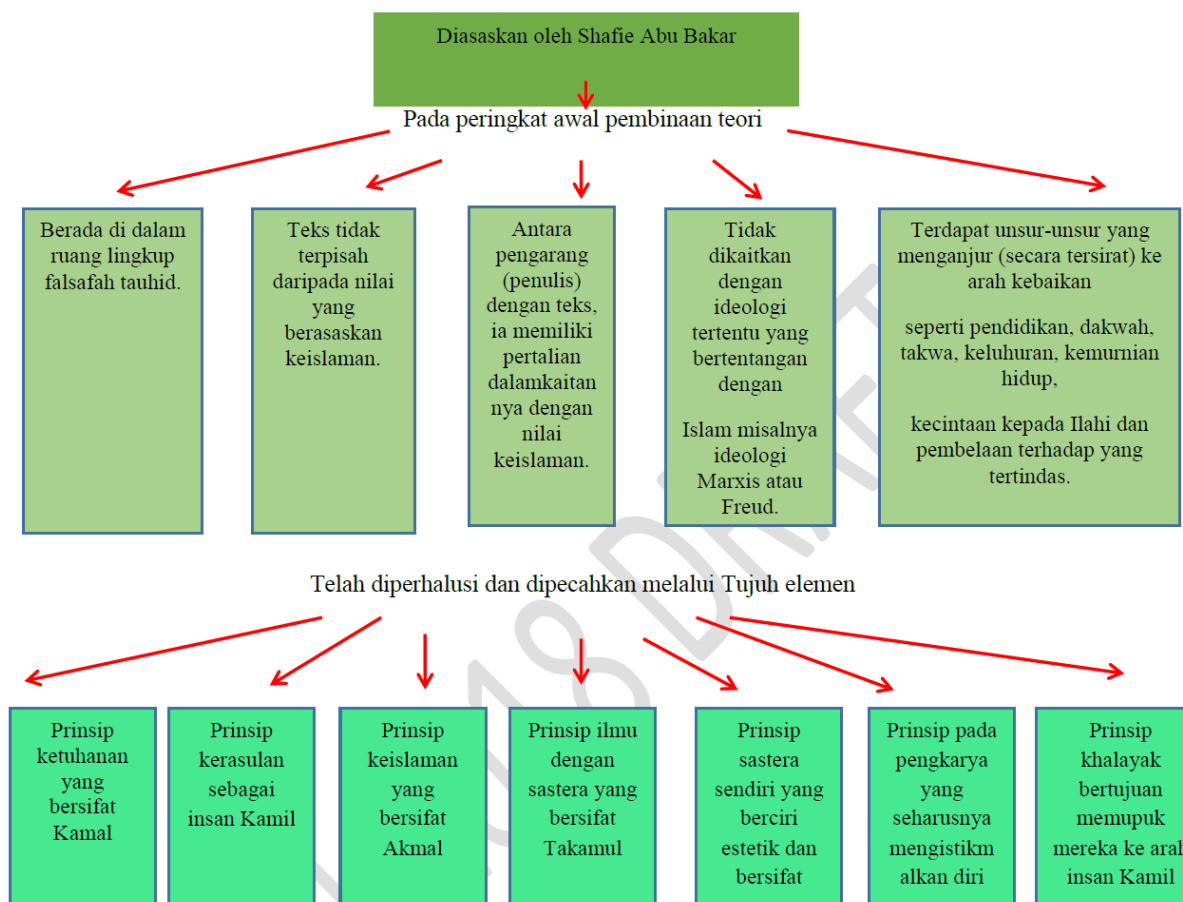 Diasaskan oleh Shafie Abu Bakar
Pada peringkat awal pembinaan teori
Berada di dalam
ruang lingkup
falsafah tauhid.
Teks tidak
terpisah
daripada nilai
yang
berasaskan
keislaman.
Antara
pengarang
(penulis)
dengan teks,
ia memiliki
pertalian
dalamkaitan
nya dengan
nilai
keislaman.
Tidak
dikaitkan
dengan
ideologi
tertentu yang
bertentangan
dengan
Islam misalnya
ideologi
Marxis atau
Freud.
Terdapat unsur-unsur yang
menganjur (secara tersirat) ke
arah kebaikan
seperti pendidikan, dakwah,
takwa, keluhuran, kemurnian
hidup,
kecintaan kepada Ilahi dan
pembelaan terhadap yang
tertindas.
Telah diperhalusi dan dipecahkan melalui Tujuh elemen
Prinsip
ketuhanan
yang
bersifat
Kamal
Prinsip
kerasulan
sebagai
insan Kamil
Prinsip
keislaman
yang
bersifat
Akmal
Prinsip ilmu
dengan
sastera yang
bersifat
Takamul
Prinsip
sastera
sendiri yang
berciri
estetik dan
bersifat
Prinsip pada
pengkarya
yang
seharusnya
mengistikm
alkan diri
Prinsip
khalayak
bertujuan
memupuk
mereka ke arah
insan Kamil
18 DRAFT